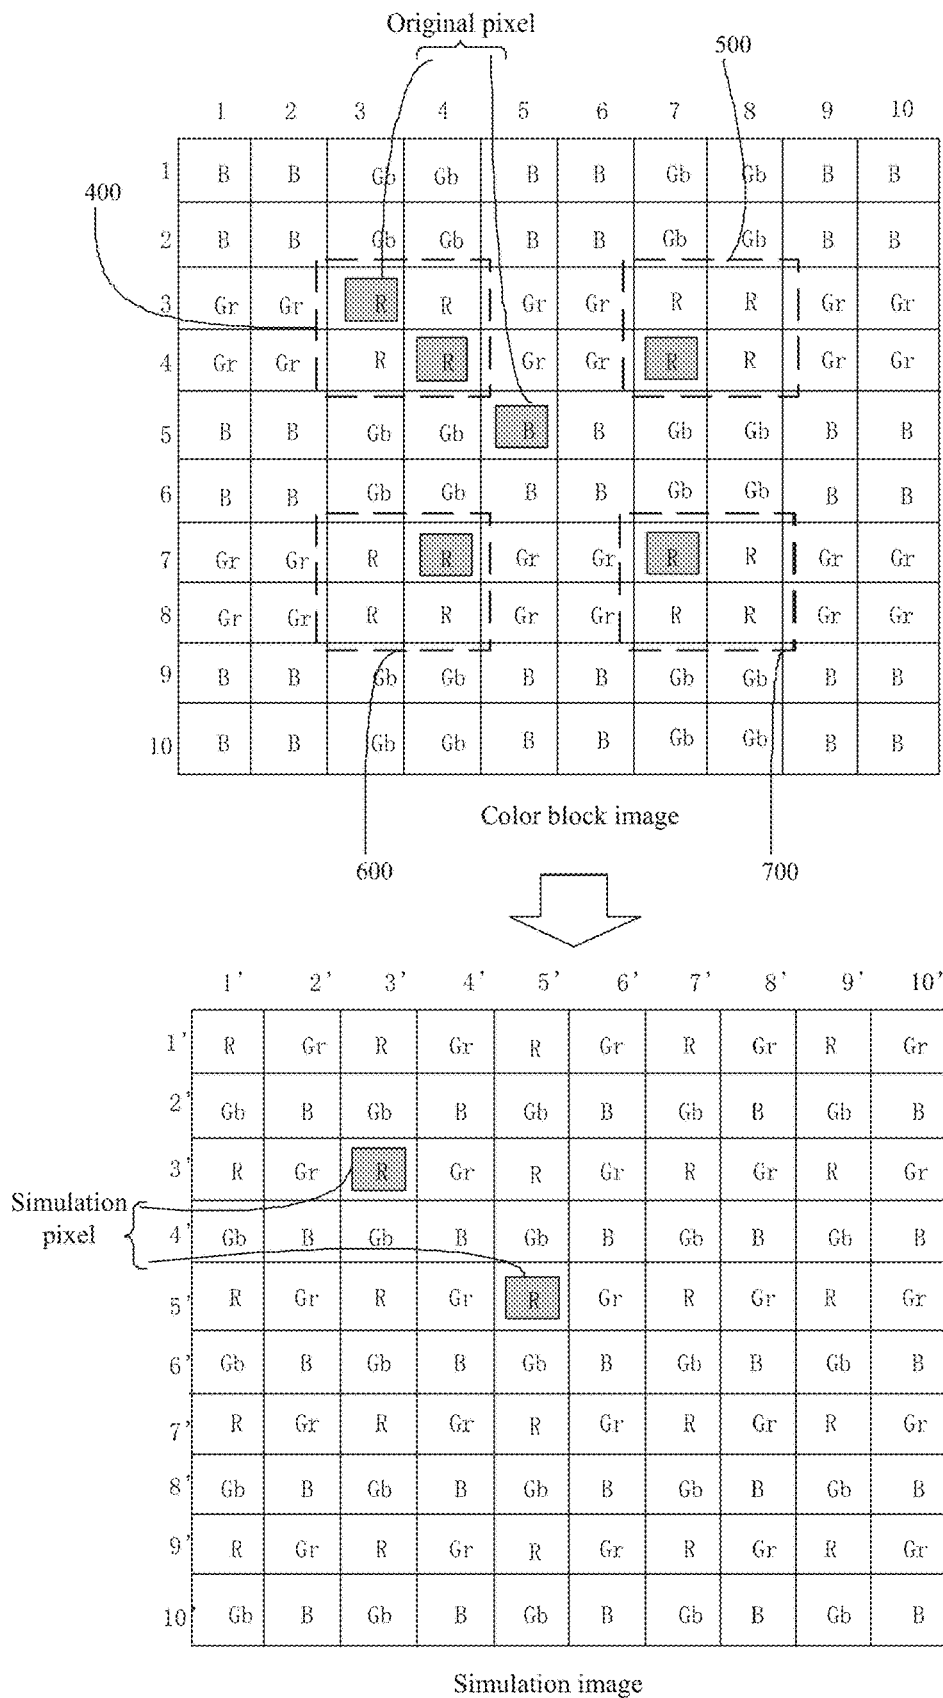 Original pixel
500
1 2 3 4 5 6 7 8 9 10
400
1 B B Gb Gb B B Gb Gb B B
2 B B Gb Gb B B Gb Gb B B
3 Gr Gr R R Gr Gr R R Gr Gr
4 Gr Gr R R Gr Gr R R Gr Gr
5 B B Gb Gb B B Gb Gb B B
6 B B Gb Gb B B Gb Gb B B
7 Gr Gr R R Gr Gr R R Gr Gr
8 Gr Gr R R Gr Gr R R Gr Gr
9 B B Gb Gb B B Gb Gb B B
10 B B Gb Gb B B Gb Gb B B
Color block image
600 700
1' 2' 3' 4' 5' 6' 7' 8' 9' 10'
1' R Gr R Gr R Gr R Gr R Gr
2' Gb B Gb B Gb B Gb B Gb B
3' R Gr R Gr R Gr R Gr R Gr
Simulation
pixel
4' Gb B Gb B Gb B Gb B Gb B
5' R Gr R Gr R Gr R Gr R Gr
6' Gb B Gb B Gb B Gb B Gb B
7' R Gr R Gr R Gr R Gr R Gr
8' Gb B Gb B Gb B Gb B Gb B
9' R Gr R Gr R Gr R Gr R Gr
10' Gb B Gb B Gb B Gb B Gb B
Simulation image